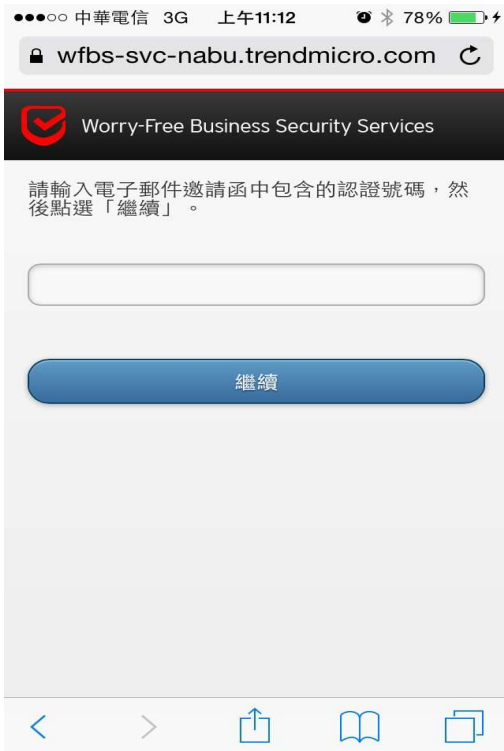 中華電信 3G 上午11:12 78%
wfbs-svc-nabu.trendmicro.com
Worry-Free Business Security Services
請輸入電子郵件邀請函中包含的認證號碼，然
後點選「繼續」。
繼續